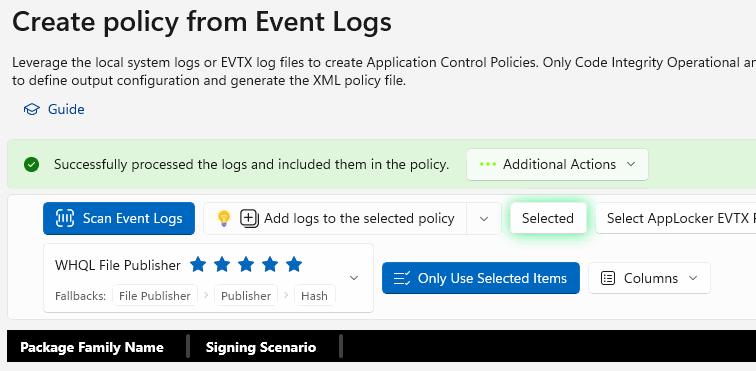 Create policy from Event Logs
Leverage the local system logs or EVTX log files to create Application Control Policies. Only Code Integrity Operational
to define output configuration and generate the XML policy file.
Guide
Successfully processed the logs and included them in the policy.
Additional Actions
Scan Event Logs
Add logs to the selected policy
Selected
Select AppLocker EVTX
WHQL File Publisher
Fallbacks: File Publisher Publisher Hash
Only Use Selected Items
Columns
Package Family Name
Signing Scenario